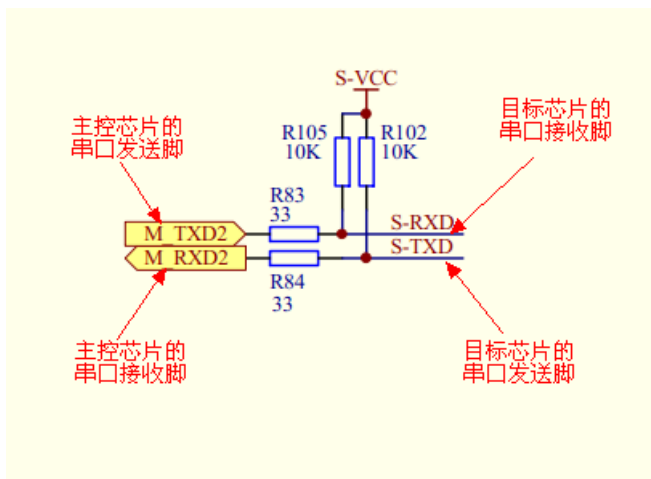 S-VCC
主控芯片的
串口发送脚
目标芯片的
串口接收脚
R105
10K
R102
10K
R83
33
M_TXD2
S-RXD
M_RXD2
S-TXD
R84
33
主控芯片的
串口接收脚
目标芯片的
串口发送脚